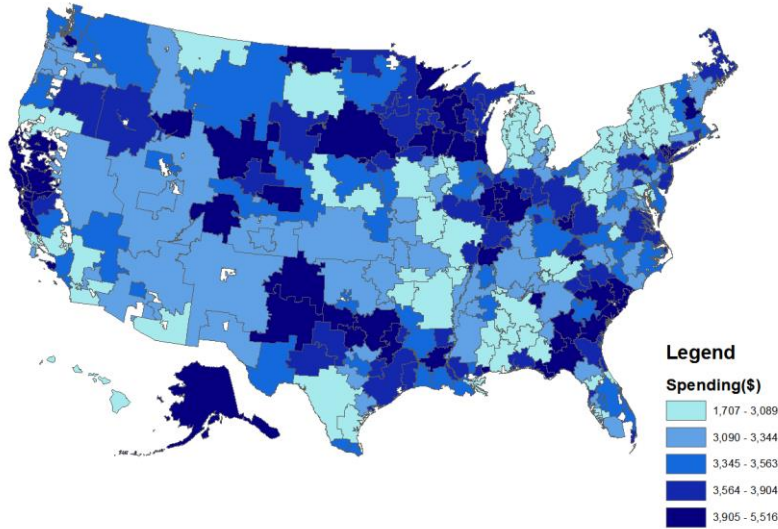 Legend
Spending($)
1,707 - 3,089
3,090 - 3,344
3,345 - 3,563
3,564 - 3,904
3,905 - 5,516